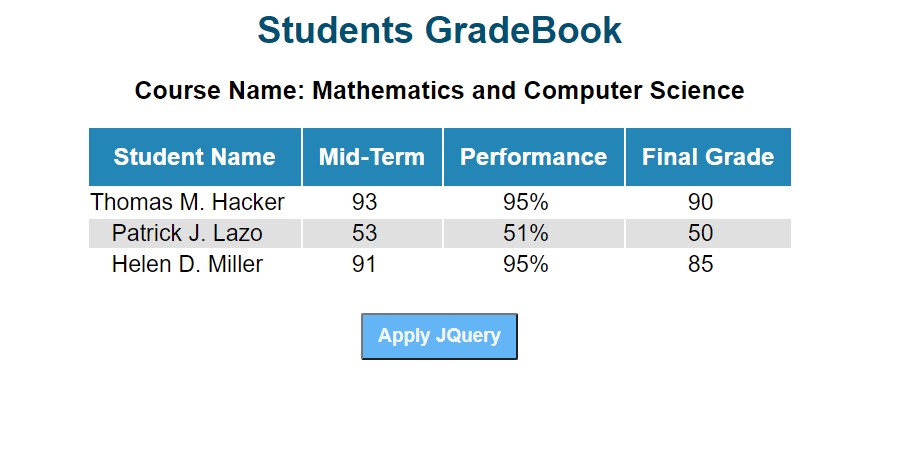 Students GradeBook
Course Name: Mathematics and Computer Science
Student Name Mid-Term Performance Final Grade
Thomas M. Hacker 93 95% 90
Patrick J. Lazo 53 51% 50
Helen D. Miller 91 95% 85
Apply JQuery